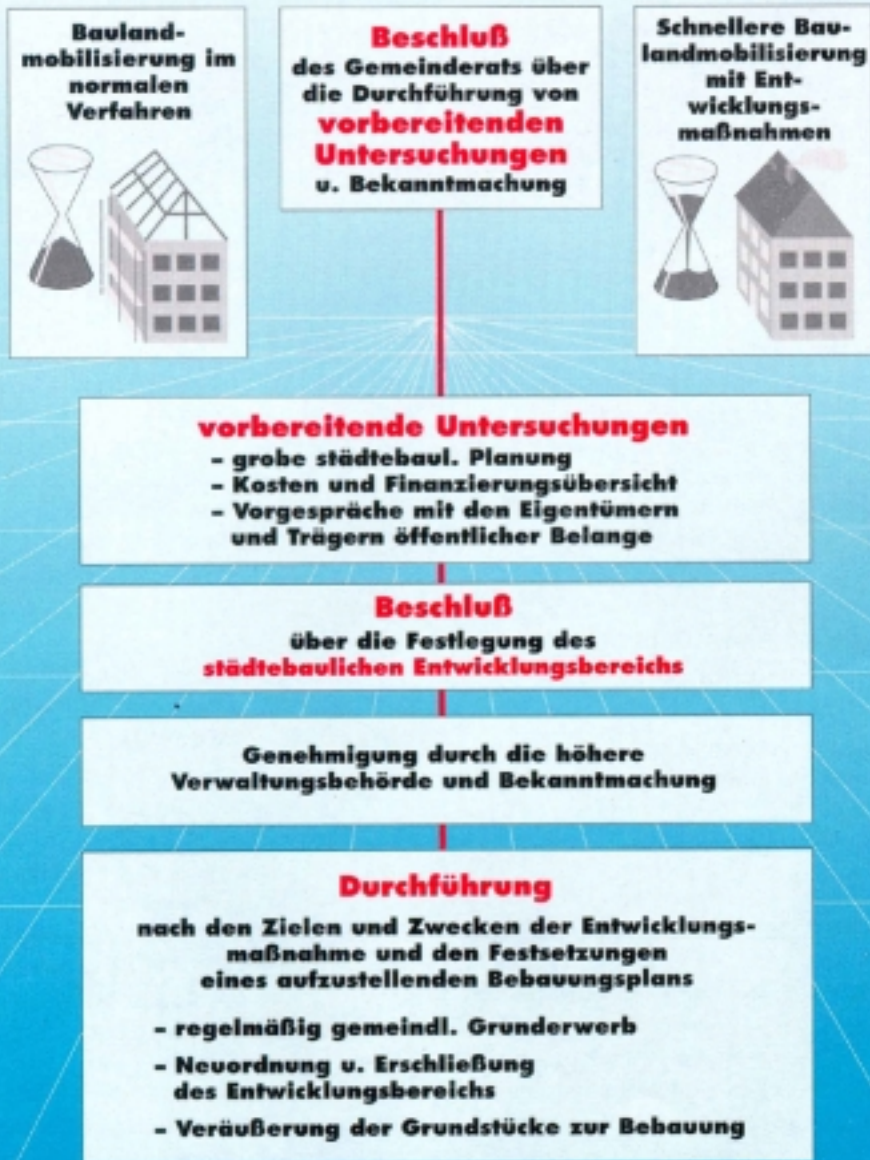 Bauland-
mobilisierung im
normalen
Verfahren
Beschluß
des Gemeinderats über
die Durchführung von
vorbereitenden
Untersuchungen
u. Bekanntmachung
Schnellere Bau-
landmobilisierung
mit Ent-
wicklungs-
maßnahmen
vorbereitende Untersuchungen
– grobe städtebaul. Planung
– Kosten und Finanzierungsübersicht
– Vorgespräche mit den Eigentümern
und Trägern öffentlicher Belange
Beschluß
über die Festlegung des
städtebaulichen Entwicklungsbereichs
Genehmigung durch die höhere
Verwaltungsbehörde und Bekanntmachung
Durchführung
nach den Zielen und Zwecken der Entwicklungs-
maßnahme und den Festsetzungen
eines aufzustellenden Bebauungsplans
– regelmäßig gemeindl. Grunderwerb
– Neuordnung u. Erschließung
des Entwicklungsbereichs
– Veräußerung der Grundstücke zur Bebauung